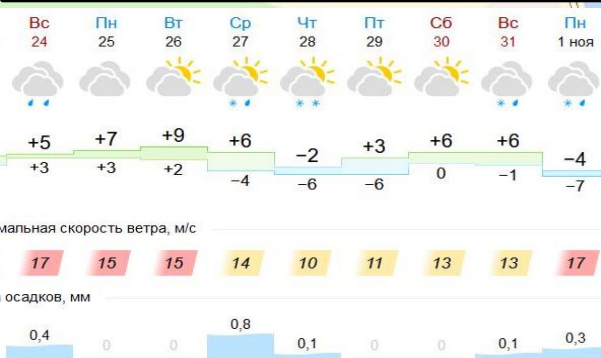 Вс Пн Вт Ср Чт Пт Сб Вс Пн
24 25 26 27 28 29 30 31 1 ноя
+5 +7 +9 +6 −2 +3 +6 +6 −4
+3 +3 +2 −4 −6 −6 0 −1 −7
мальная скорость ветра, м/с
17 15 15 14 10 11 13 13 17
осадков, мм
0,4 0 0 0,8 0,1 0 0 0,1 0,3